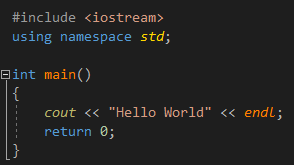 #include <iostream>
using namespace std;
int main()
{
cout << "Hello World" << endl;
return 0;
}